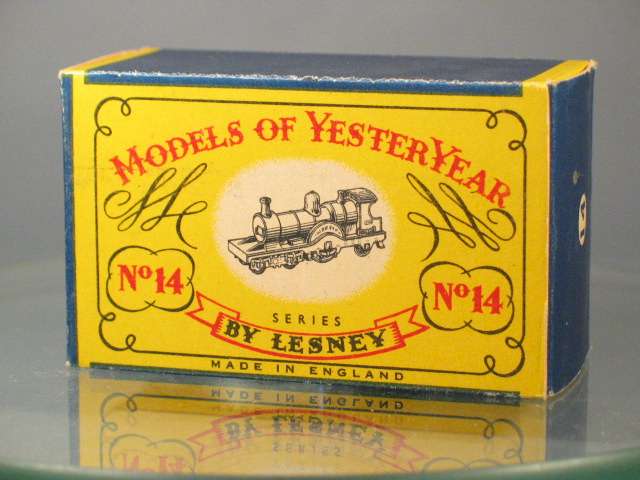 MODELS OF YESTERYEAR
Nº14
Nº14
SERIES
BY LESNEY
MADE IN ENGLAND